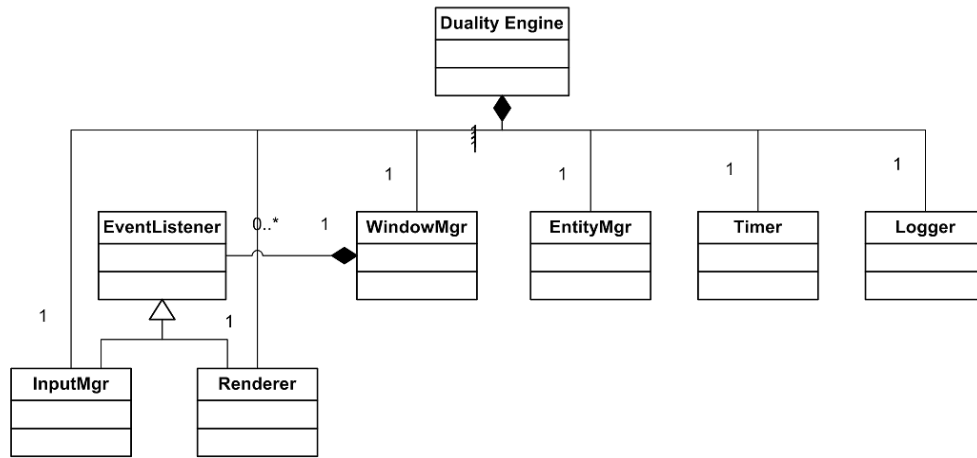 Duality Engine
1
1
1
1
EventListener
0..*
1
WindowMgr
EntityMgr
Timer
Logger
1
1
InputMgr
Renderer